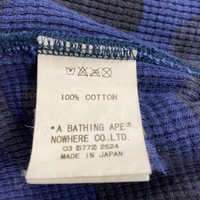 100% COTTON
"A BATHING APE"
NOWHERE CO.,LTD.
03 (5772) 2524
MADE IN JAPAN